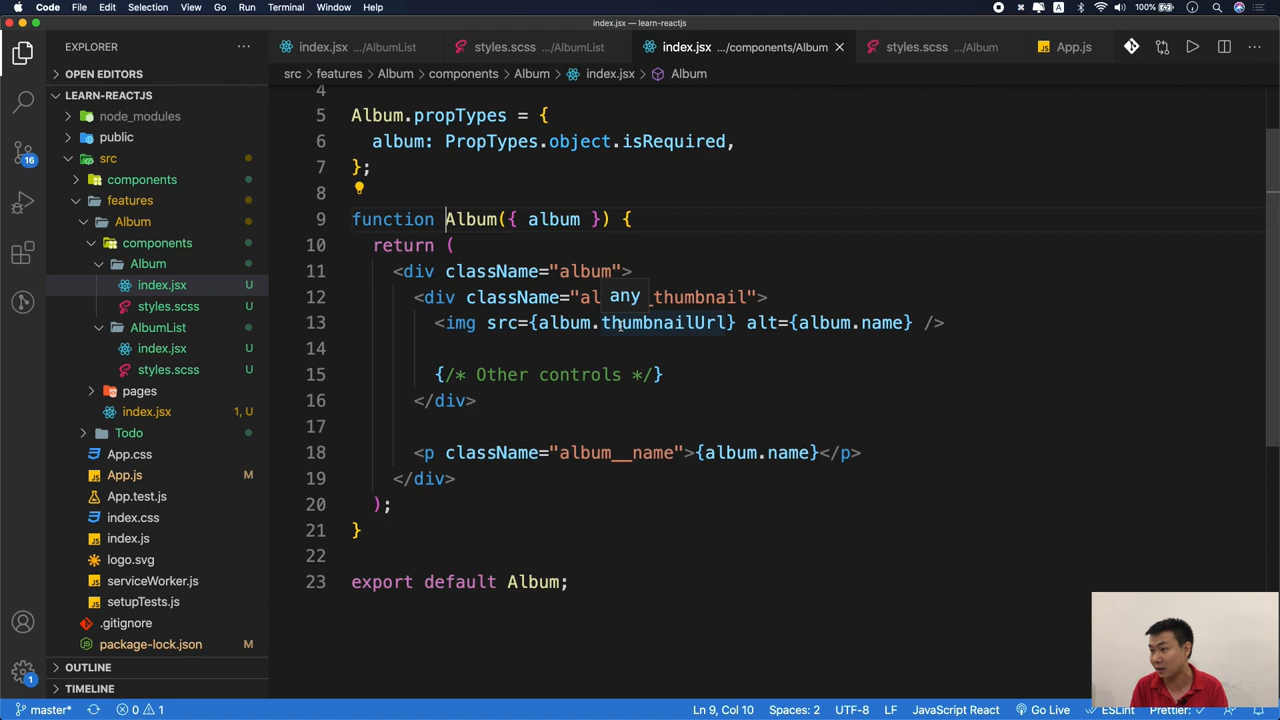 Code File Edit Selection View Go Run Terminal Window Help
100%
index.jsx — learn-reactjs
EXPLORER
index.jsx .../AlbumList
styles.scss .../AlbumList
index.jsx .../components/Album
styles.scss .../Album
App.js
OPEN EDITORS
src > features > Album > components > Album > index.jsx > Album
LEARN-REACTJS
node_modules
public
src
components
features
Album
components
Album
index.jsx U
styles.scss U
AlbumList
index.jsx U
styles.scss U
pages
index.jsx 1, U
Todo
App.css
App.js M
App.test.js
index.css
index.js
logo.svg
serviceWorker.js
setupTests.js
.gitignore
package-lock.json M
OUTLINE
TIMELINE
16
1
4
5 Album.propTypes = {
6 album: PropTypes.object.isRequired,
7 };
8
9 function Album({ album }) {
10 return (
11 <div className="album">
any
12 <div className="al _thumbnail">
13 <img src={album.thumbnailUrl} alt={album.name} />
14
15 {/* Other controls */}
16 </div>
17
18 <p className="album__name">{album.name}</p>
19 </div>
20 );
21 }
22
23 export default Album;
master* 0 1 Ln 9, Col 10 Spaces: 2 UTF-8 LF JavaScript React Go Live ESLint Prettier: ✓